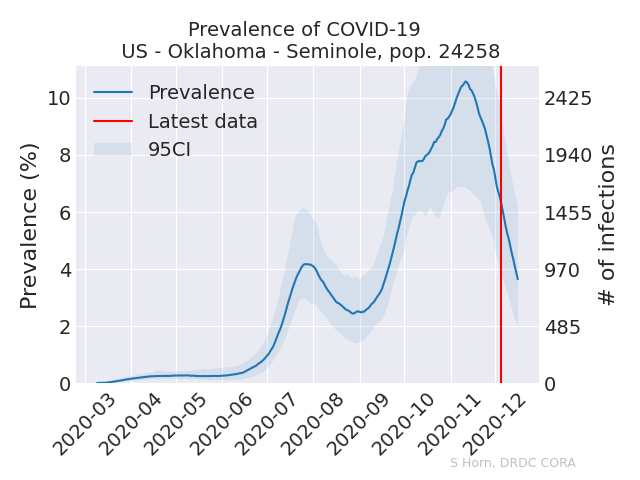 Prevalence of COVID-19
US - Oklahoma - Seminole, pop. 24258
Prevalence
Latest data
95CI
Prevalence (%)
10
8
6
4
2
0
2425
1940
1455
970
485
0
# of infections
2020-03
2020-04
2020-05
2020-06
2020-07
2020-08
2020-09
2020-10
2020-11
2020-12
S Horn, DRDC CORA